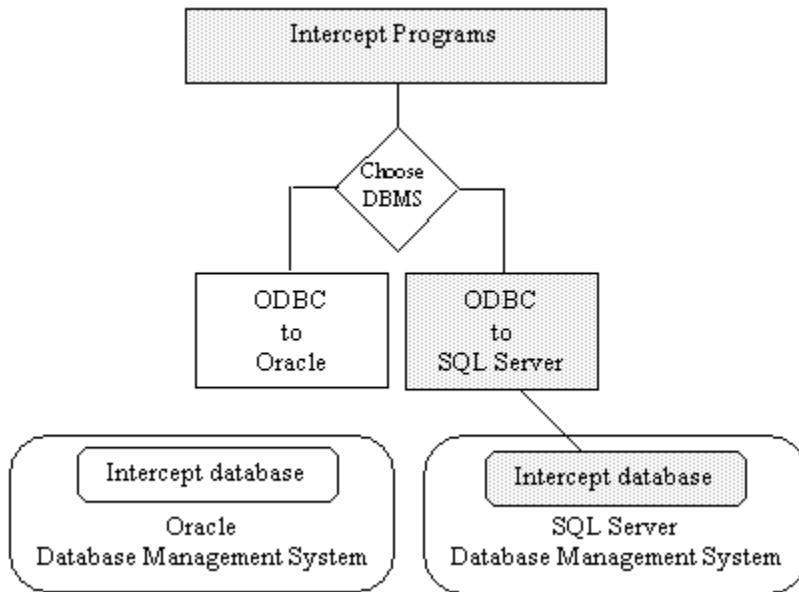 Intercept Programs
Choose
DBMS
ODBC
to
Oracle
ODBC
to
SQL Server
Intercept database
Oracle
Database Management System
Intercept database
SQL Server
Database Management System